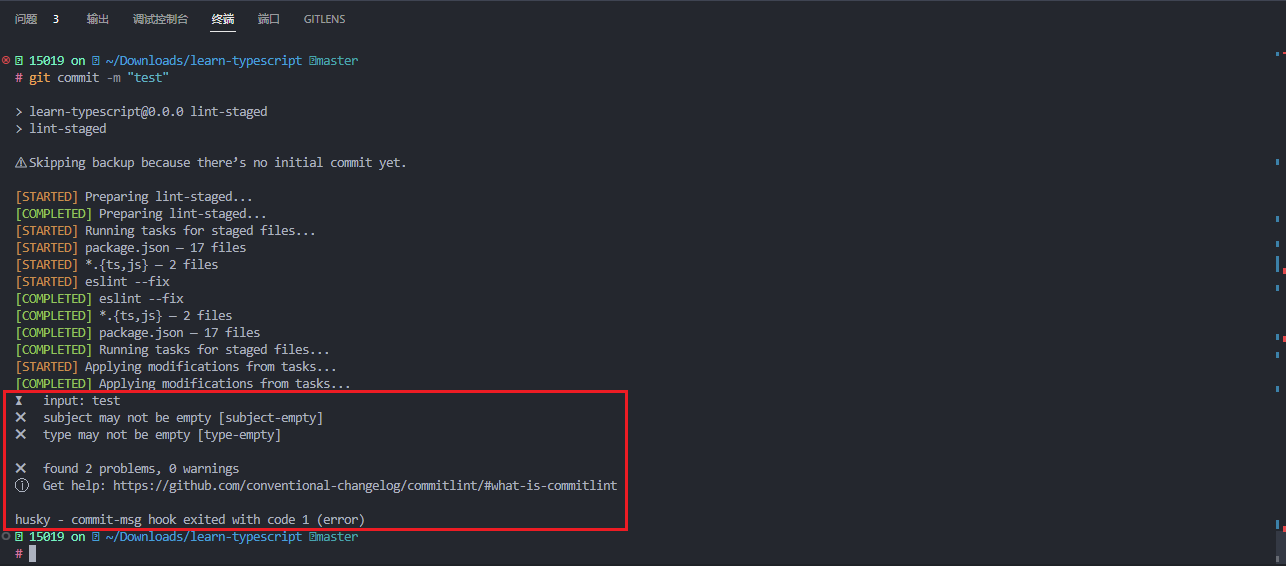 问题 3 输出 调试控制台 终端 端口 GITLENS
15019 on ~/Downloads/learn-typescript master
# git commit -m "test"
> learn-typescript@0.0.0 lint-staged
> lint-staged
⚠Skipping backup because there’s no initial commit yet.
[STARTED] Preparing lint-staged...
[COMPLETED] Preparing lint-staged...
[STARTED] Running tasks for staged files...
[STARTED] package.json — 17 files
[STARTED] *.{ts,js} — 2 files
[STARTED] eslint --fix
[COMPLETED] eslint --fix
[COMPLETED] *.{ts,js} — 2 files
[COMPLETED] package.json — 17 files
[COMPLETED] Running tasks for staged files...
[STARTED] Applying modifications from tasks...
[COMPLETED] Applying modifications from tasks...
⧗ input: test
✕ subject may not be empty [subject-empty]
✕ type may not be empty [type-empty]
✕ found 2 problems, 0 warnings
ⓘ Get help: https://github.com/conventional-changelog/commitlint/#what-is-commitlint
husky - commit-msg hook exited with code 1 (error)
15019 on ~/Downloads/learn-typescript master
#